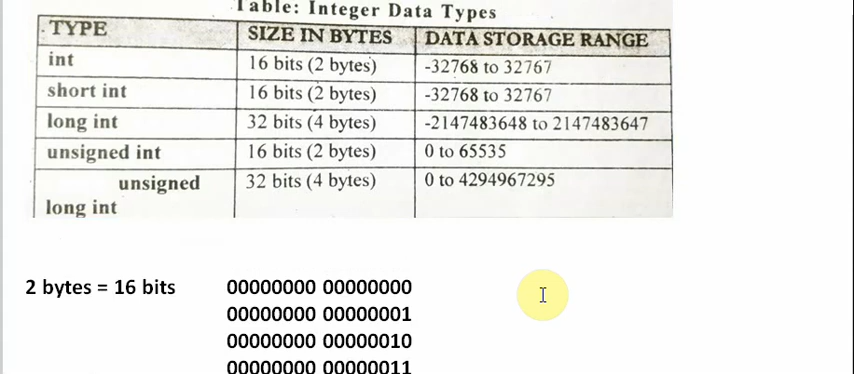 Table: Integer Data Types
TYPE SIZE IN BYTES DATA STORAGE RANGE
int 16 bits (2 bytes) -32768 to 32767
short int 16 bits (2 bytes) -32768 to 32767
long int 32 bits (4 bytes) -2147483648 to 2147483647
unsigned int 16 bits (2 bytes) 0 to 65535
unsigned 32 bits (4 bytes) 0 to 4294967295
long int
2 bytes = 16 bits 00000000 00000000
00000000 00000001
00000000 00000010
00000000 00000011